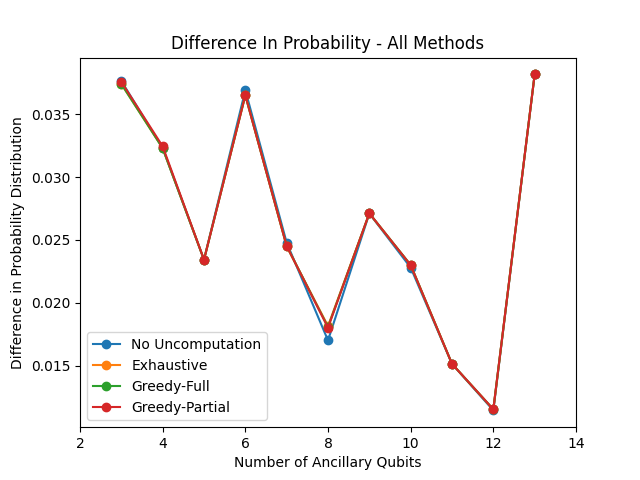 Difference In Probability - All Methods
Difference in Probability Distribution
0.035
0.030
0.025
0.020
0.015
No Uncomputation
Exhaustive
Greedy-Full
Greedy-Partial
2 4 6 8 10 12 14
Number of Ancillary Qubits